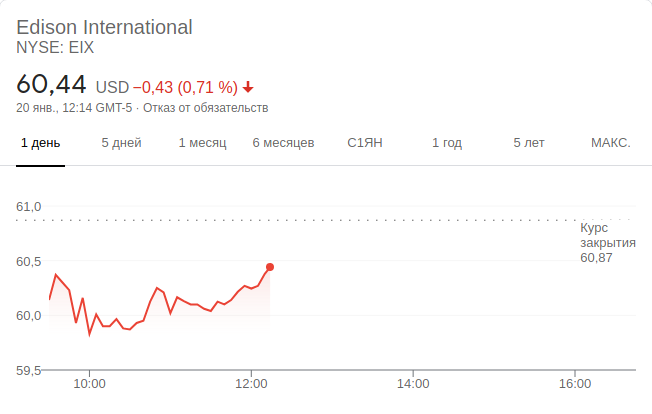 Edison International
NYSE: EIX
60,44 USD −0,43 (0,71 %)
20 янв., 12:14 GMT-5 · Отказ от обязательств
1 день 5 дней 1 месяц 6 месяцев С1ЯН 1 год 5 лет МАКС.
61,0
Курс
закрытия
60,87
60,5
60,0
59,5
10:00 12:00 14:00 16:00